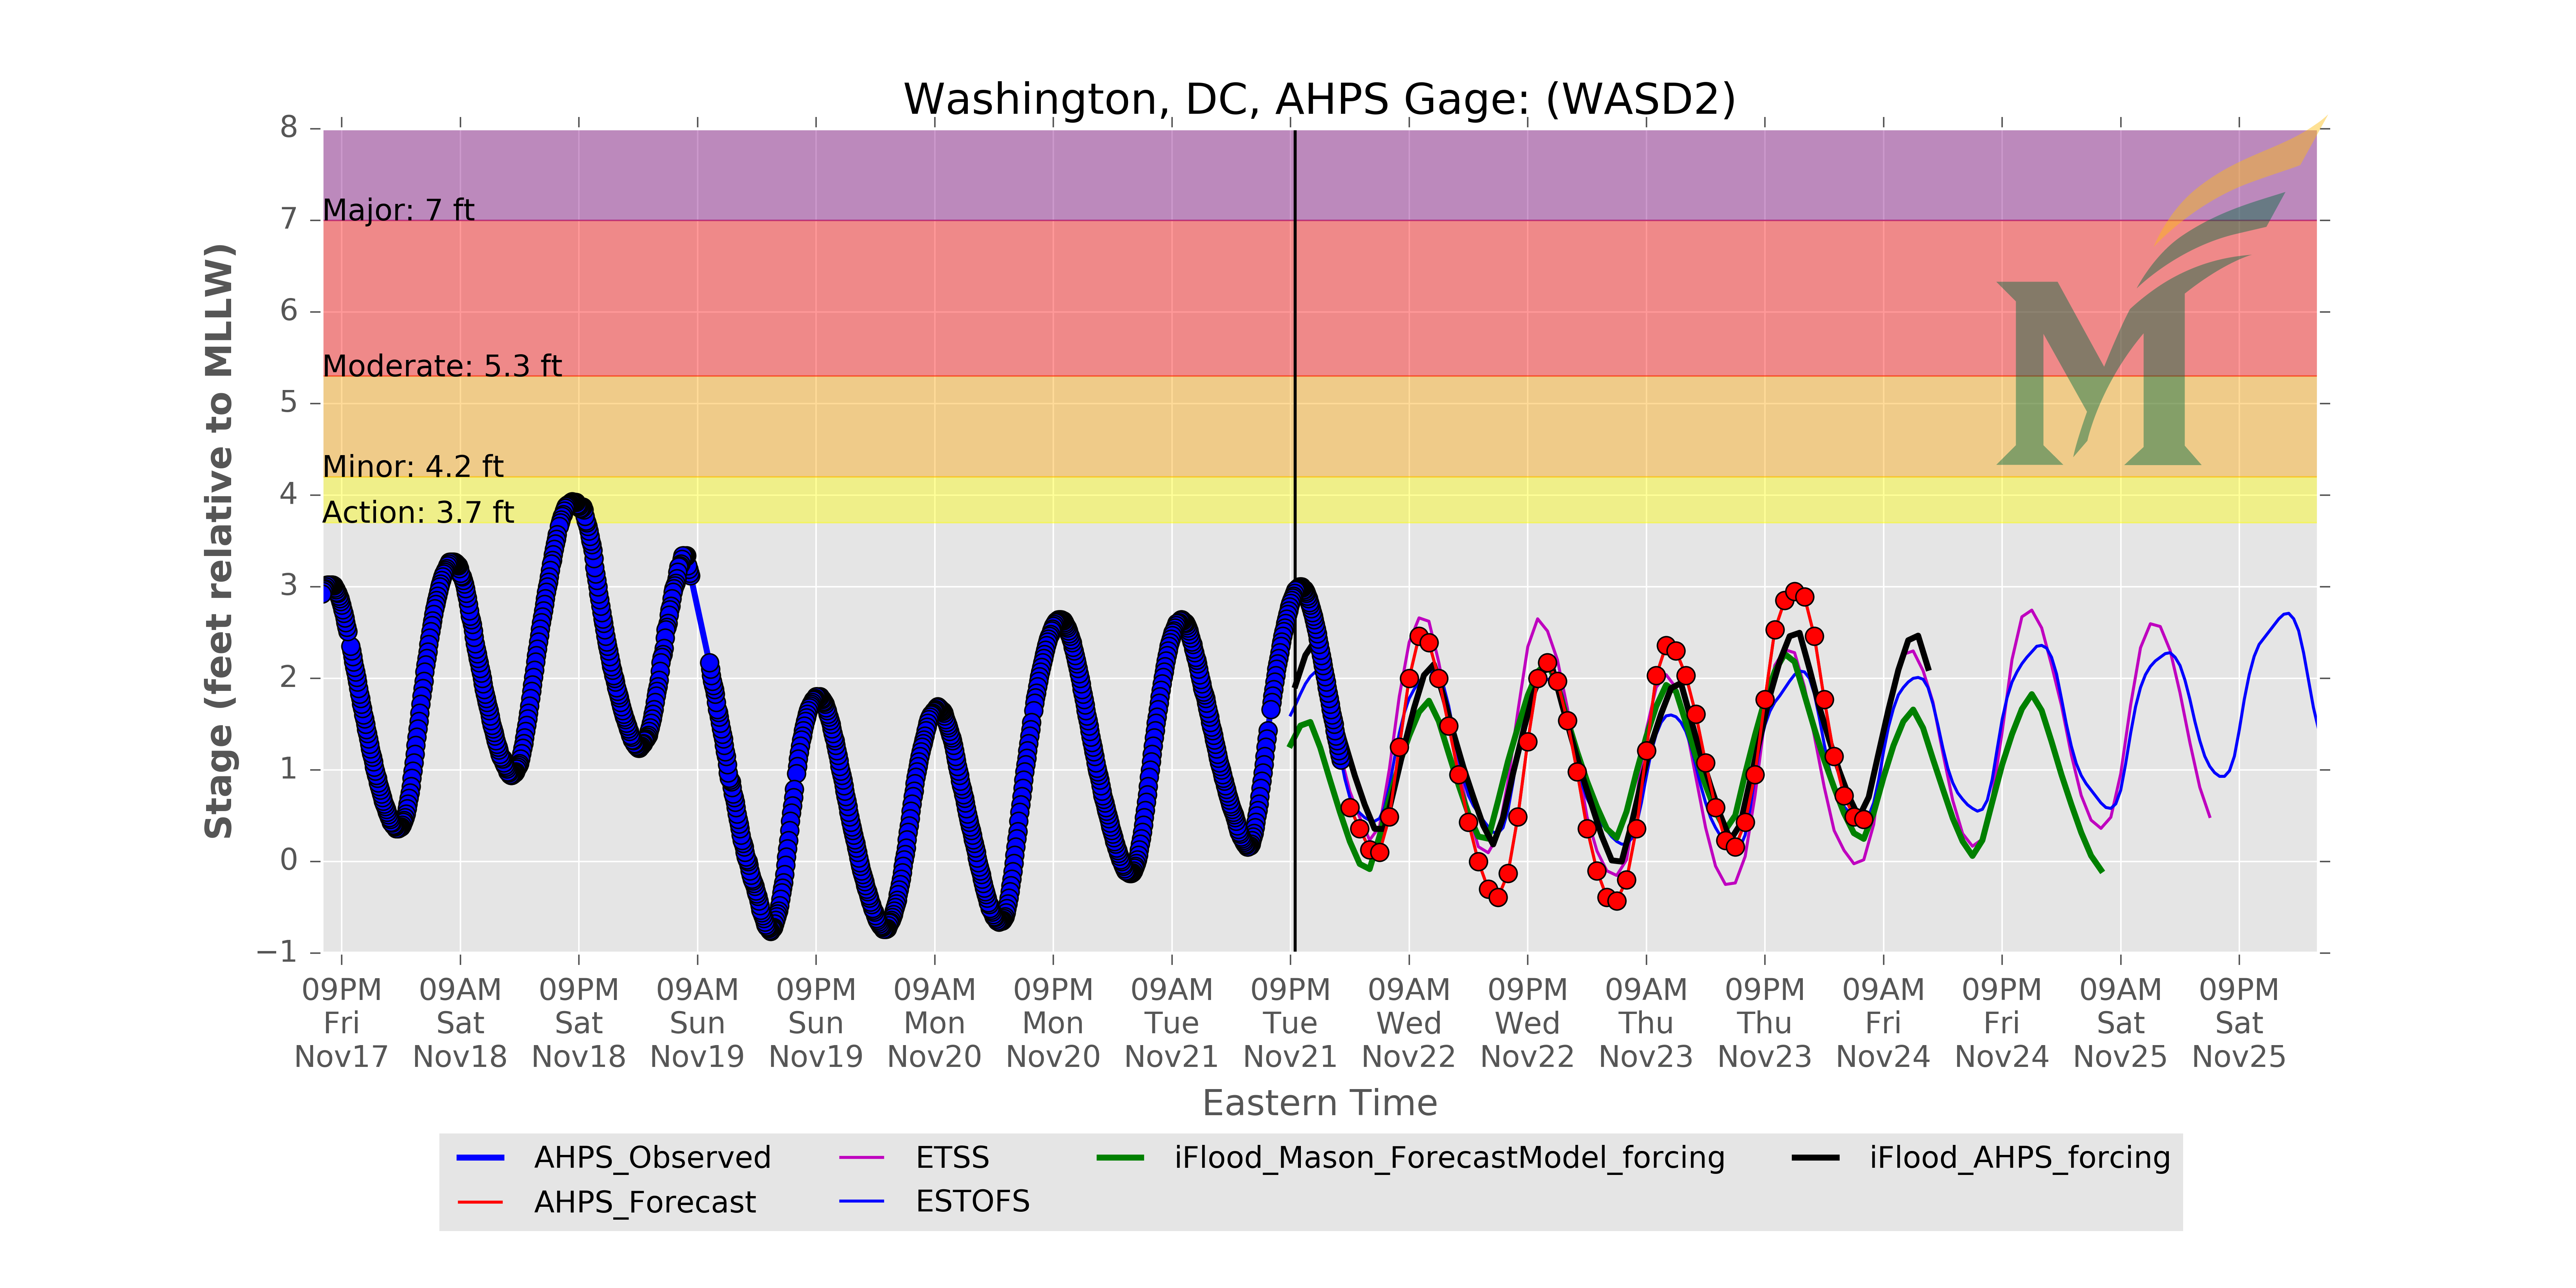 Washington, DC, AHPS Gage: (WASD2)
Stage (feet relative to MLLW)
8
7
6
5
4
3
2
1
0
−1
Major: 7 ft
Moderate: 5.3 ft
Minor: 4.2 ft
Action: 3.7 ft
M
09PM 09AM 09PM 09AM 09PM 09AM 09PM 09AM 09PM 09AM 09PM 09AM 09PM 09AM 09PM 09AM 09PM
Fri Sat Sat Sun Sun Mon Mon Tue Tue Wed Wed Thu Thu Fri Fri Sat Sat
Nov17 Nov18 Nov18 Nov19 Nov19 Nov20 Nov20 Nov21 Nov21 Nov22 Nov22 Nov23 Nov23 Nov24 Nov24 Nov25 Nov25
Eastern Time
AHPS_Observed ETSS iFlood_Mason_ForecastModel_forcing iFlood_AHPS_forcing
AHPS_Forecast ESTOFS